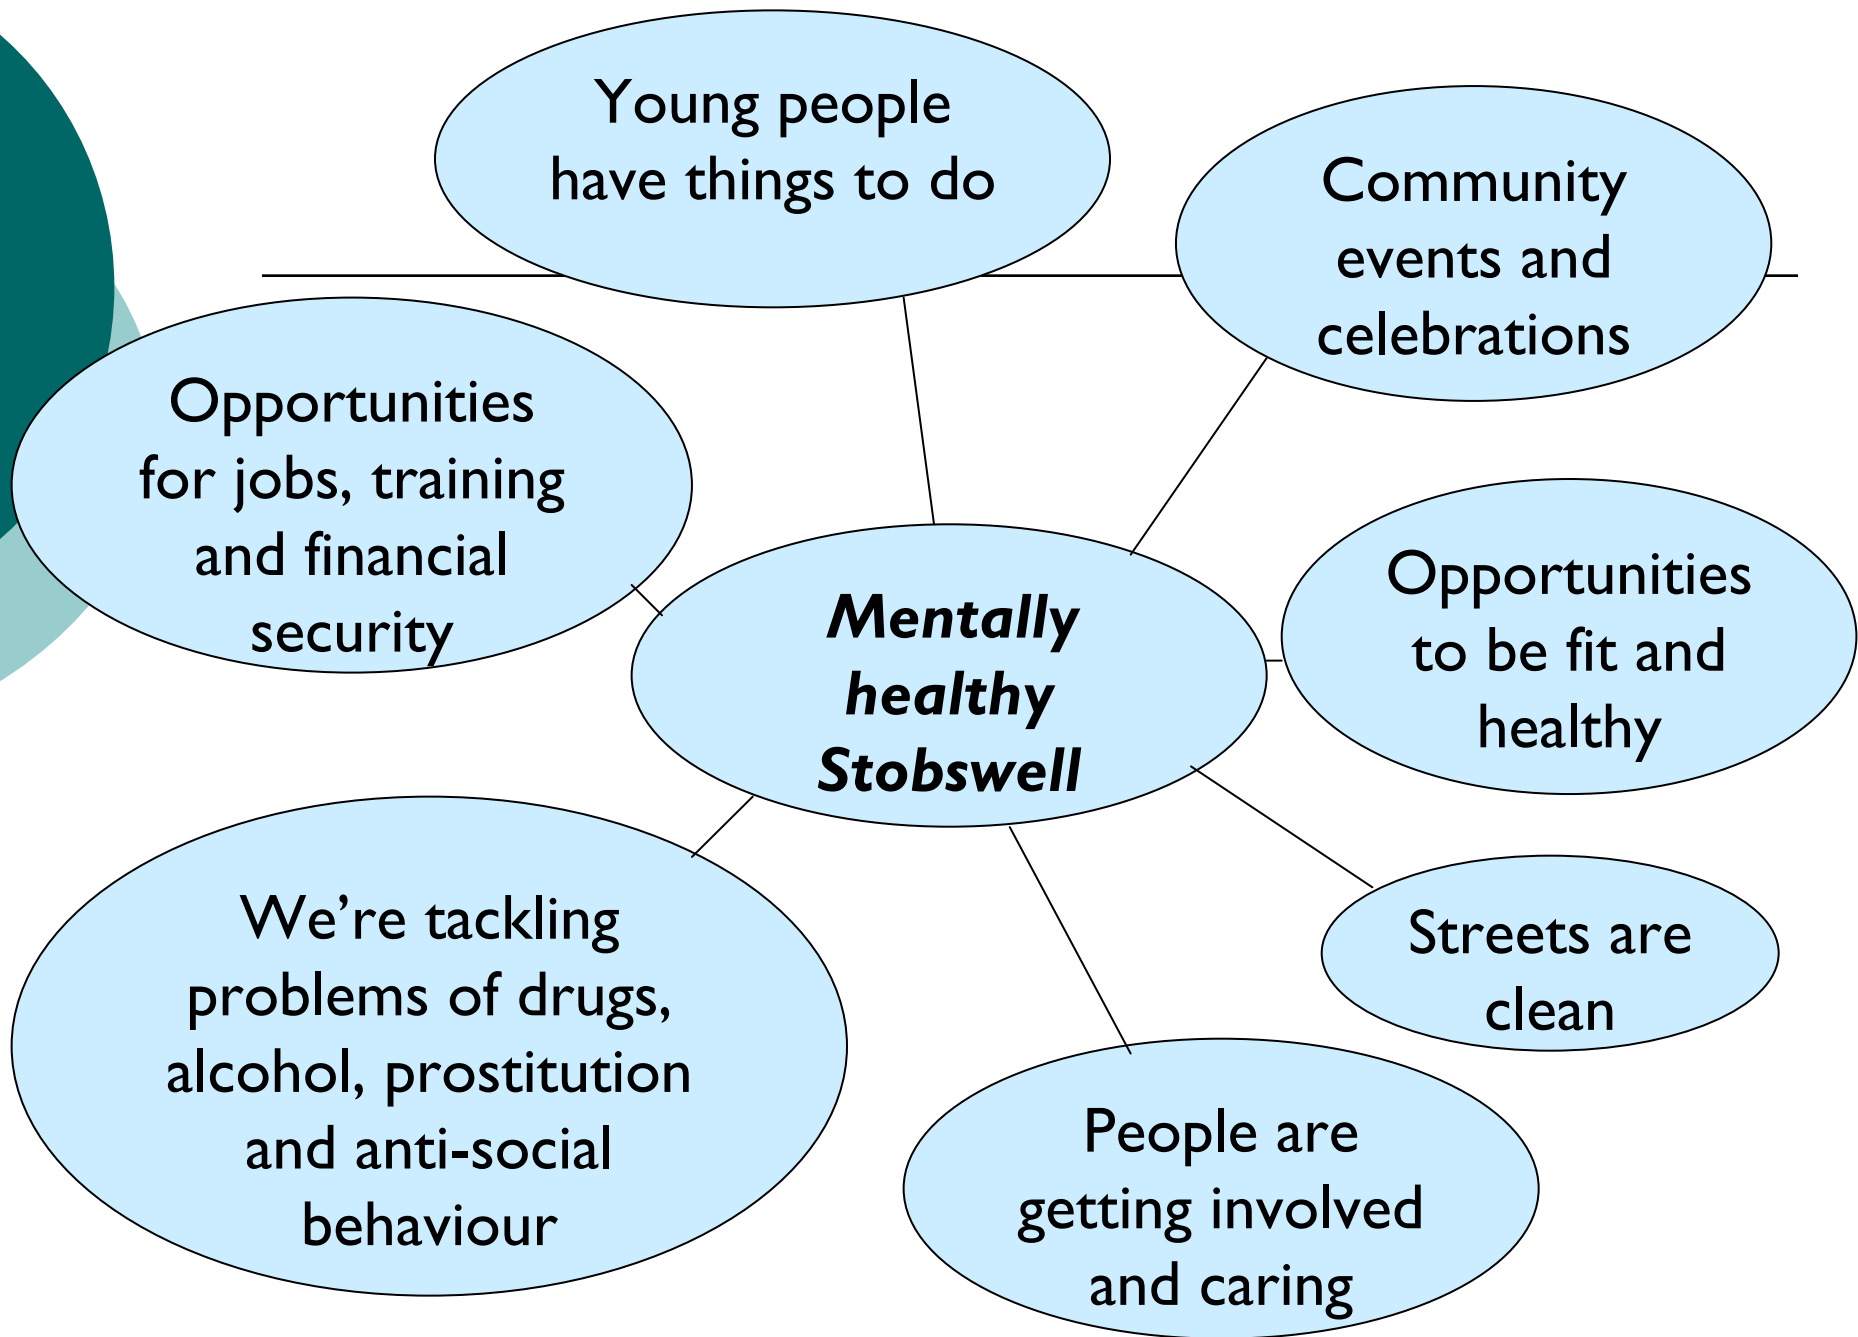 Young people
have things to do
Community
events and
celebrations
Opportunities
for jobs, training
and financial
security
Mentally
healthy
Stobswell
Opportunities
to be fit and
healthy
We’re tackling
problems of drugs,
alcohol, prostitution
and anti-social
behaviour
Streets are
clean
People are
getting involved
and caring